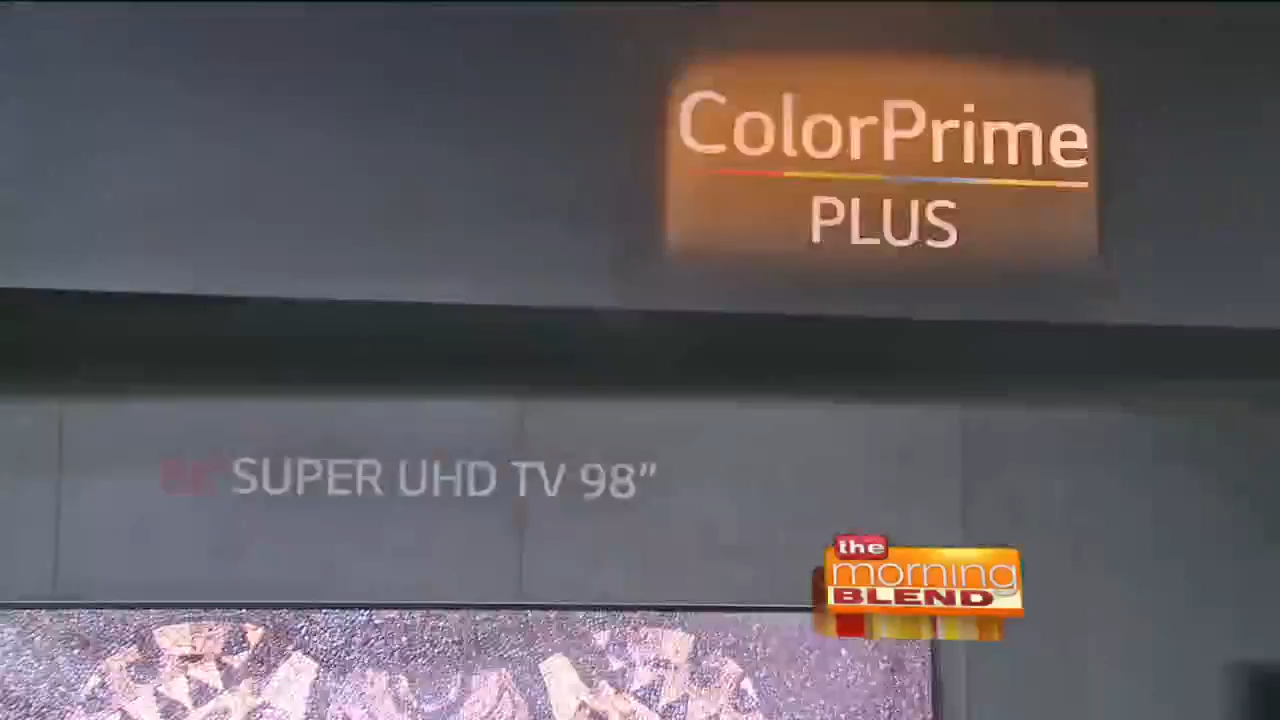 ColorPrime
PLUS
SUPER UHD TV 98”
the
morning
BLEND